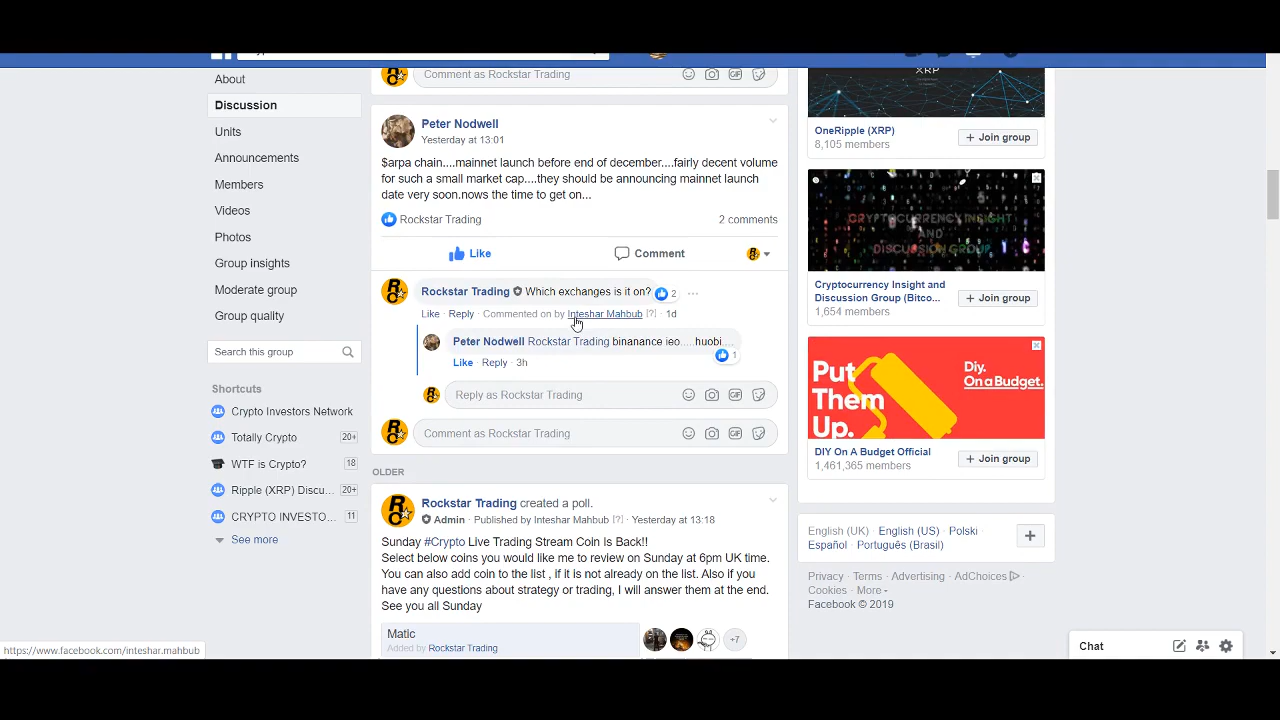 Comment as Rockstar Trading
About
Discussion
Units
Announcements
Members
Videos
Photos
Group insights
Moderate group
Group quality
Search this group
Shortcuts
Crypto Investors Network
Totally Crypto 20+
WTF is Crypto? 18
Ripple (XRP) Discu... 20+
CRYPTO INVESTO... 11
See more
Peter Nodwell
Yesterday at 13:01
$arpa chain....mainnet launch before end of december....fairly decent volume
for such a small market cap....they should be announcing mainnet launch
date very soon.nows the time to get on...
Rockstar Trading 2 comments
Like Comment
Rockstar Trading Which exchanges is it on? 2 ...
Like · Reply · Commented on by Inteshar Mahbub [?] · 1d
Peter Nodwell Rockstar Trading binanance ieo.....huobi....
1
Like · Reply · 3h
Reply as Rockstar Trading
Comment as Rockstar Trading
OLDER
Rockstar Trading created a poll.
Admin · Published by Inteshar Mahbub [?] · Yesterday at 13:18
Sunday #Crypto Live Trading Stream Coin Is Back!!
Select below coins you would like me to review on Sunday at 6pm UK time.
You can also add coin to the list , if it is not already on the list. Also if you
have any questions about strategy or trading, I will answer them at the end.
See you all Sunday
Matic
Added by Rockstar Trading
+7
XRP
OneRipple (XRP)
8,105 members
+ Join group
CRYPTOCURRENCY INSIGHT
AND
DISCUSSION GROUP
Cryptocurrency Insight and
Discussion Group (Bitco...
1,654 members
+ Join group
Put
Them
Up.
Diy.
On a Budget.
DIY On A Budget Official
1,461,365 members
+ Join group
English (UK) · English (US) · Polski ·
Español · Português (Brasil)
Privacy · Terms · Advertising · AdChoices ·
Cookies · More
Facebook © 2019
Chat
https://www.facebook.com/inteshar.mahbub